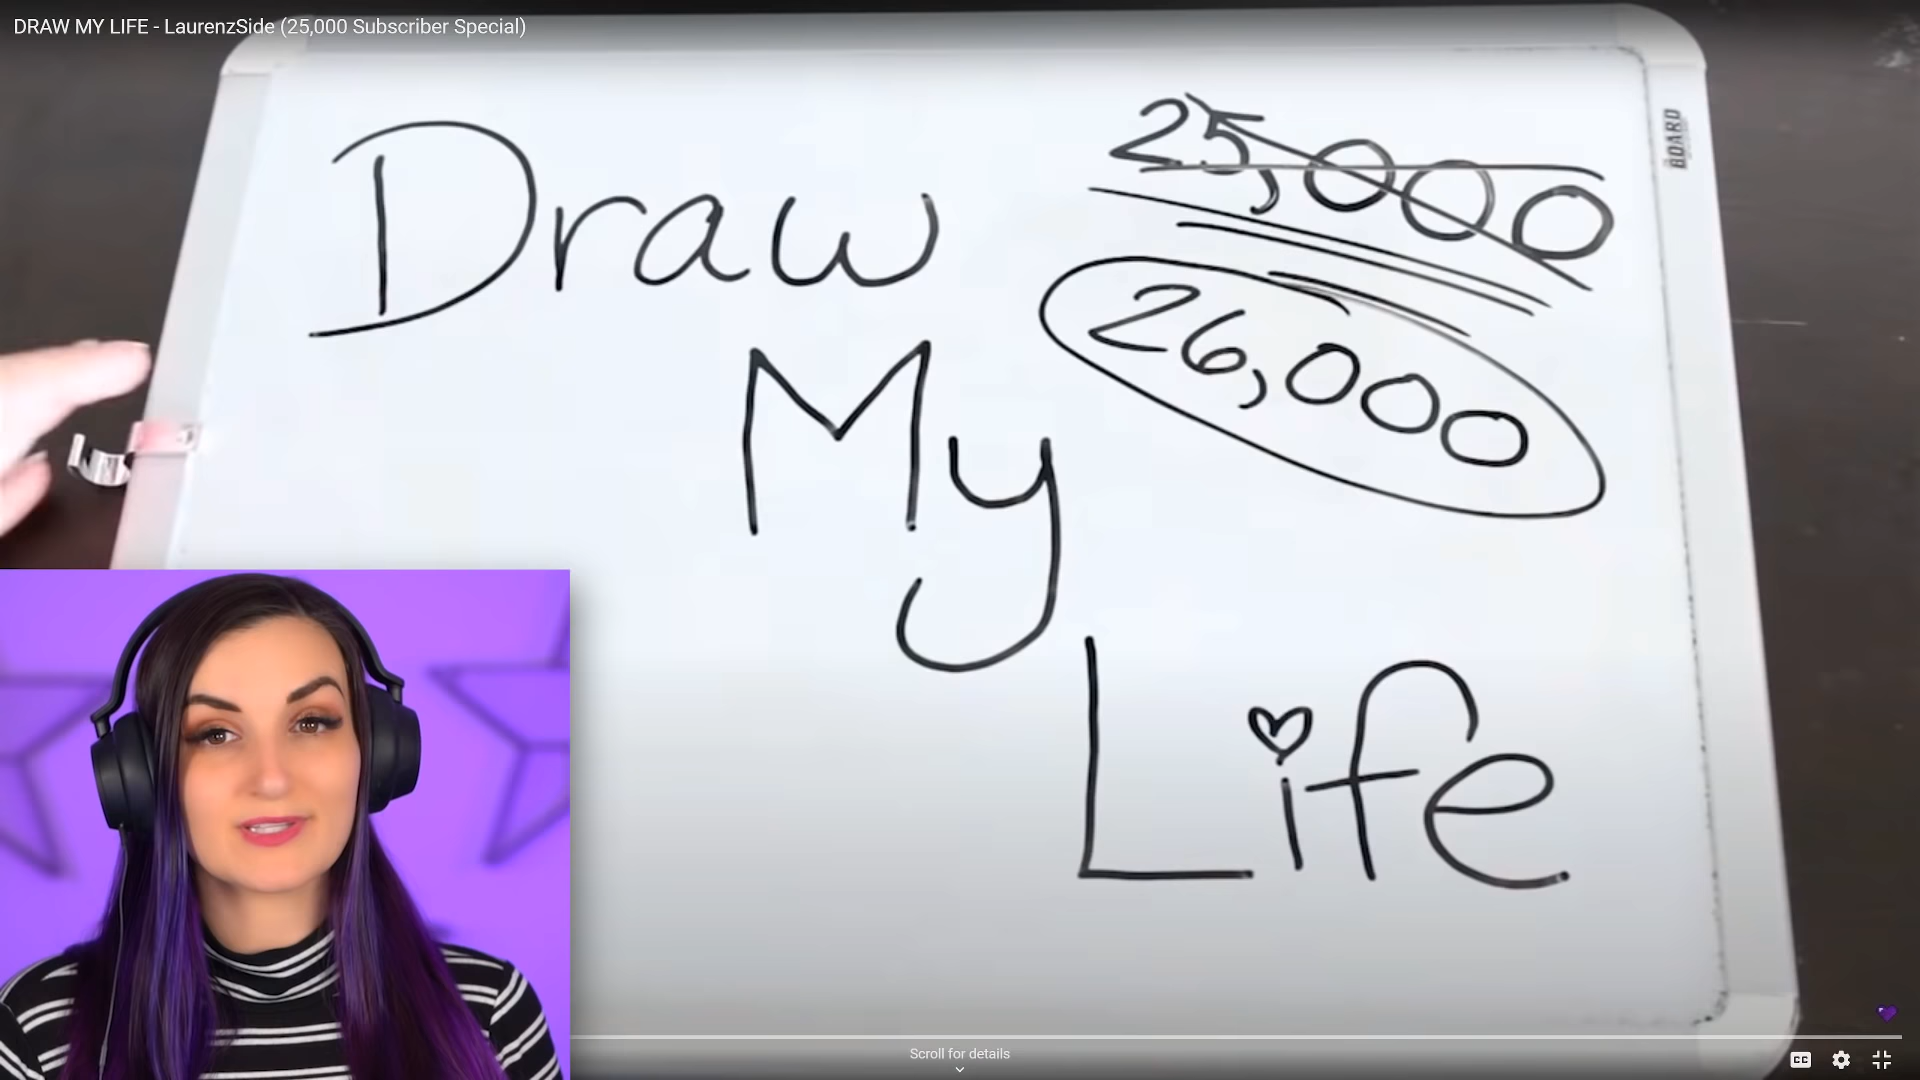 DRAW MY LIFE - LaurenzSide (25,000 Subscriber Special)
Draw
25,000
26,000
My
Life
BOARD
Scroll for details
CC